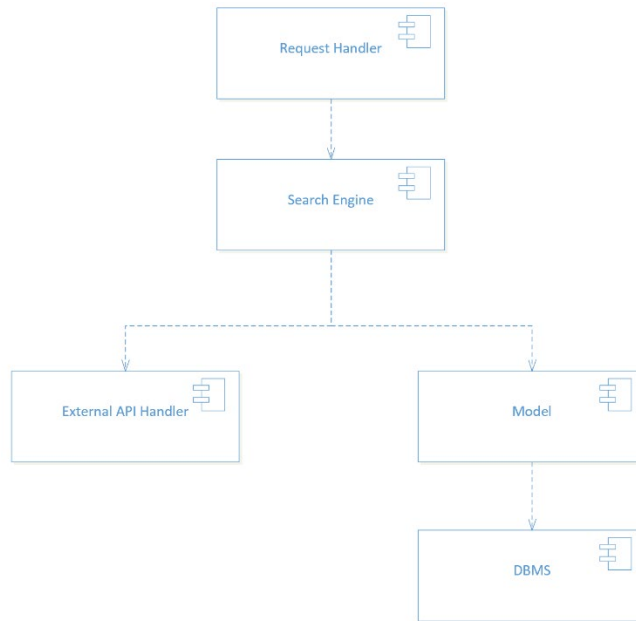 Request Handler
Search Engine
External API Handler
Model
DBMS